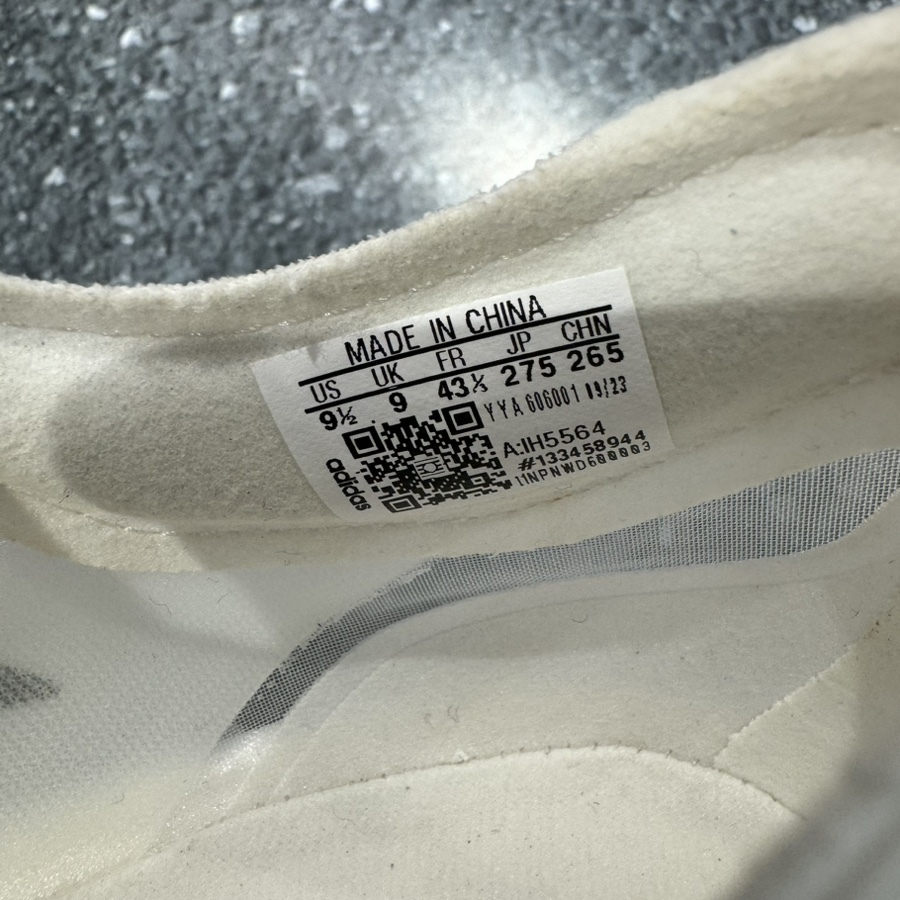 MADE IN CHINA
US UK FR JP CHN
9½ 9 43⅓ 275 265
YYA 606001 09/23
A:IH5564
#133458944
11NPNWD600003
adidas